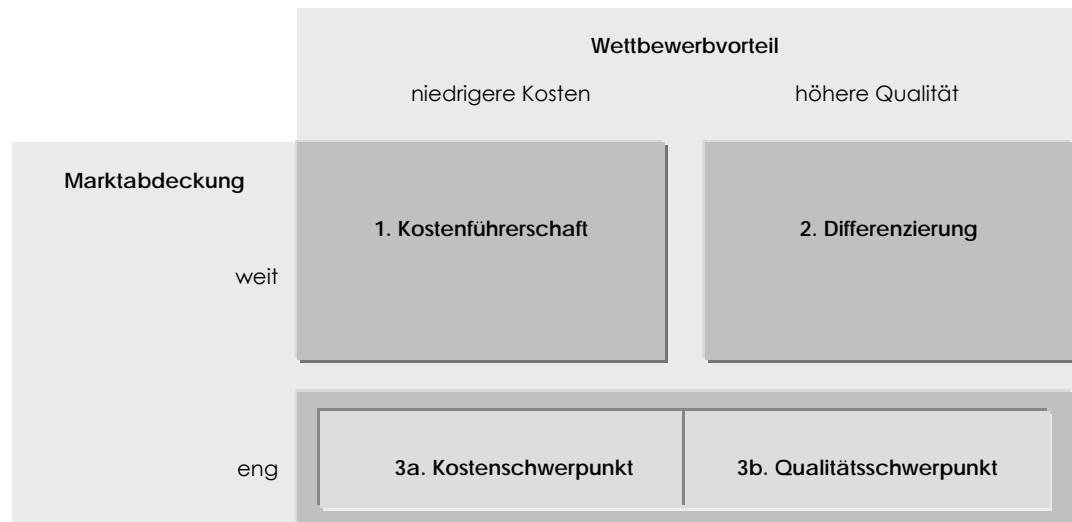 Wettbewerbvorteil
niedrigere Kosten höhere Qualität
Marktabdeckung
1. Kostenführerschaft 2. Differenzierung
weit
eng 3a. Kostenschwerpunkt 3b. Qualitätsschwerpunkt